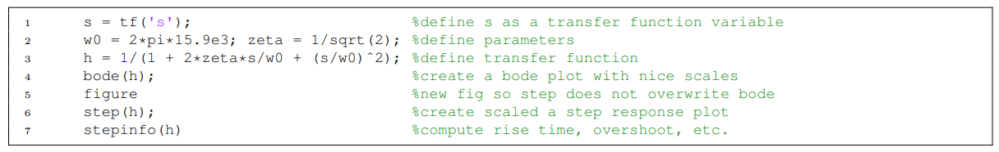 1 s = tf('s'); %define s as a transfer function variable
2 w0 = 2*pi*15.9e3; zeta = 1/sqrt(2); %define parameters
3 h = 1/(1 + 2*zeta*s/w0 + (s/w0)^2); %define transfer function
4 bode(h); %create a bode plot with nice scales
5 figure %new fig so step does not overwrite bode
6 step(h); %create scaled a step response plot
7 stepinfo(h) %compute rise time, overshoot, etc.